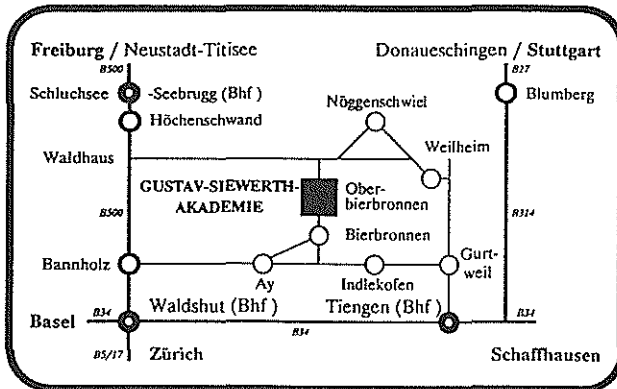 Freiburg / Neustadt-Titisee
Donaueschingen / Stuttgart
B500
B27
Schluchsee
-Seebrugg (Bhf)
Blumberg
Höchenschwand
Nöggenschwiel
Weilheim
Waldhaus
GUSTAV-SIEWERTH-
AKADEMIE
Ober-
bierbronnen
B500
B314
Bierbronnen
Bannholz
Ay
Indlekofen
Gurt-
weil
B34
Waldshut (Bhf)
Tiengen (Bhf)
B34
Basel
B34
B5/17
Zürich
Schaffhausen